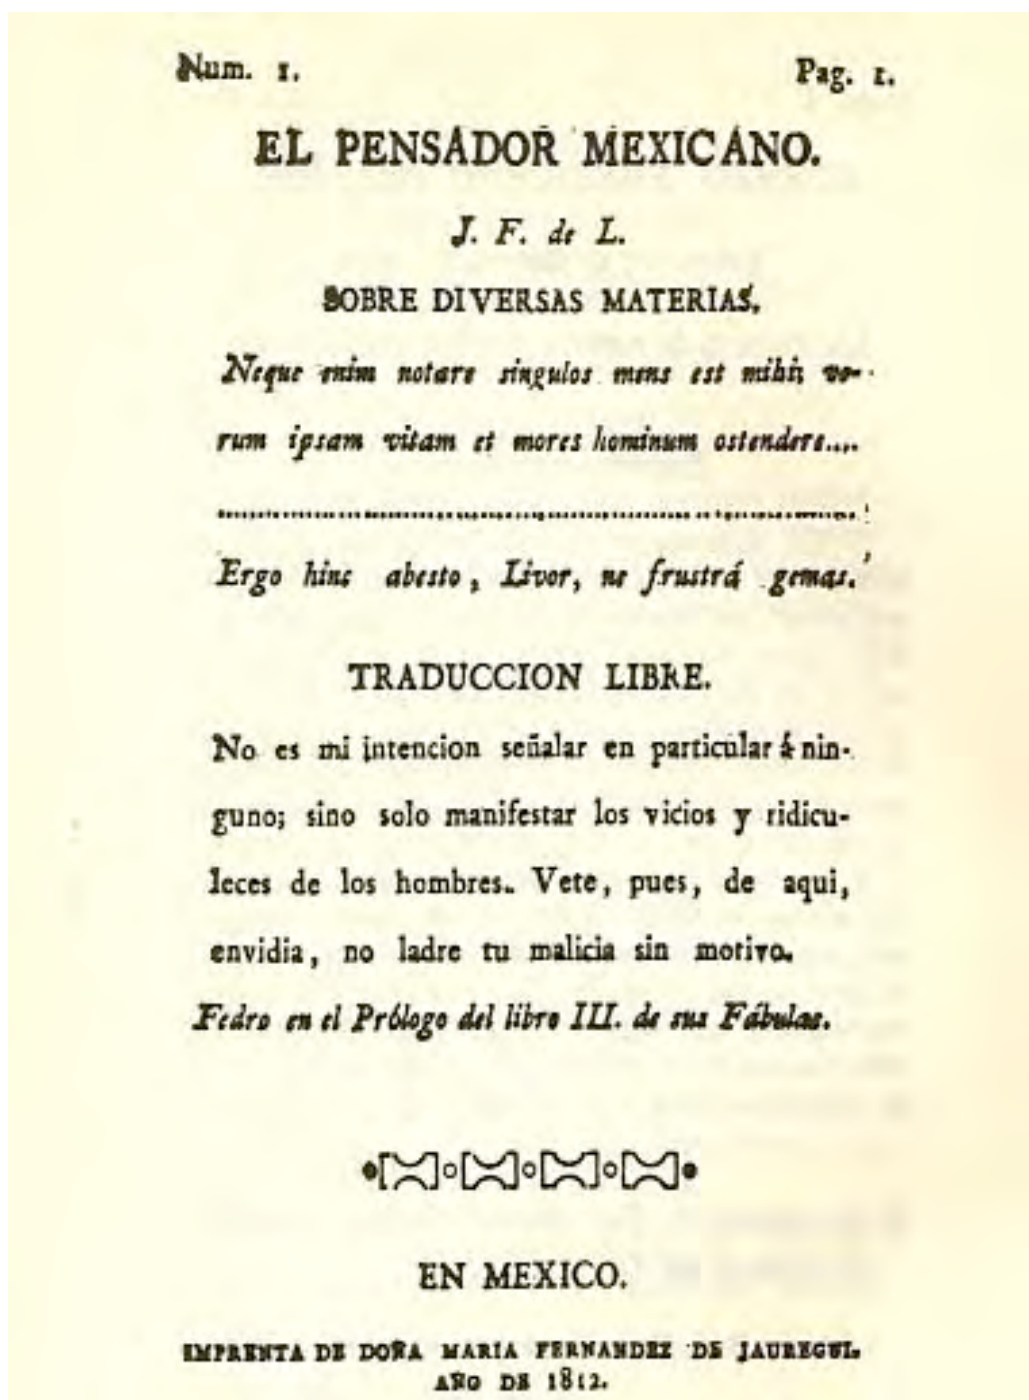 Num. 1.
Pag. 1.
EL PENSADOR MEXICANO.
J. F. de L.
SOBRE DIVERSAS MATERIAS.
Neque enim notare singulos mens est mihi; ve-
rum ipsam vitam et mores hominum ostendere....
Ergo hinc abesto, Livor, ne frustrá gemas.
TRADUCCION LIBRE.
No es mi intencion señalar en particular á nin-
guno; sino solo manifestar los vicios y ridicu-
leces de los hombres. Vete, pues, de aqui,
envidia, no ladre tu malicia sin motivo.
Fedro en el Prólogo del libro III. de sus Fábulas.
EN MEXICO.
IMPRENTA DE DOÑA MARIA FERNANDEZ DE JAUREGUI.
AÑO DE 1812.